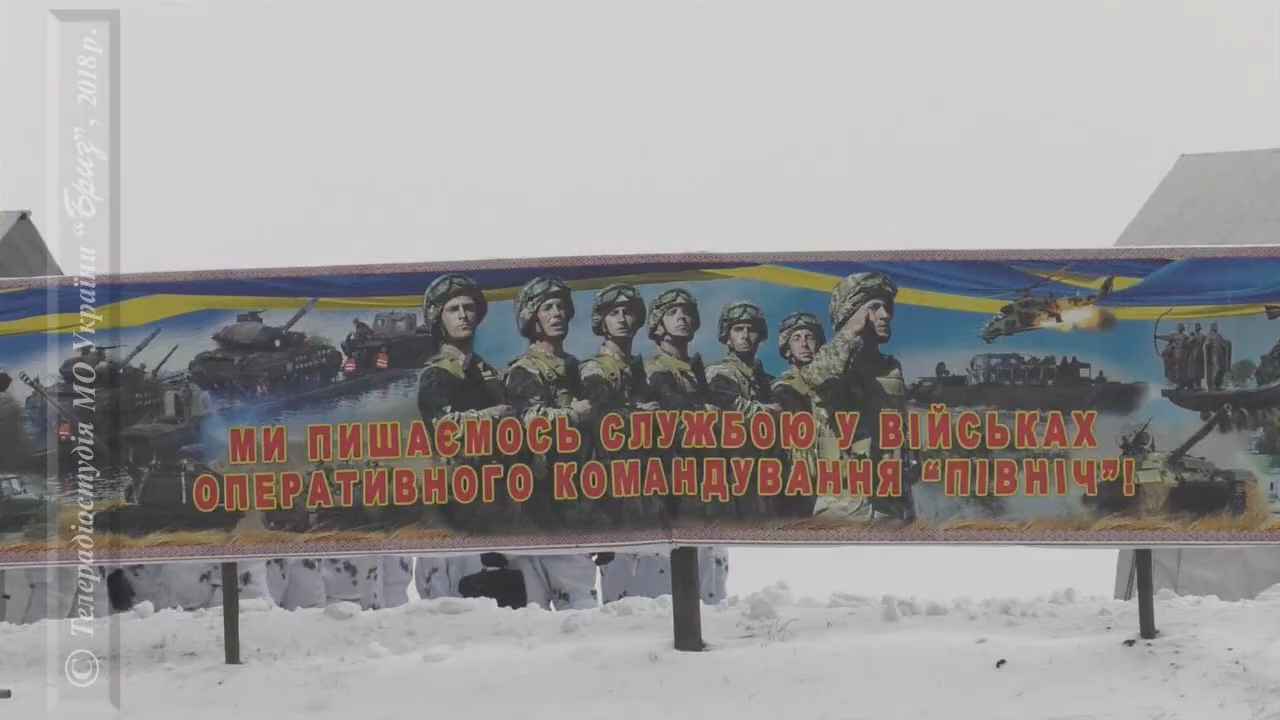 © Телерадіостудія МО України “Бриз”, 2018р.
МИ ПИШАЄМОСЬ СЛУЖБОЮ У ВІЙСЬКАХ
ОПЕРАТИВНОГО КОМАНДУВАННЯ “ПІВНІЧ”!